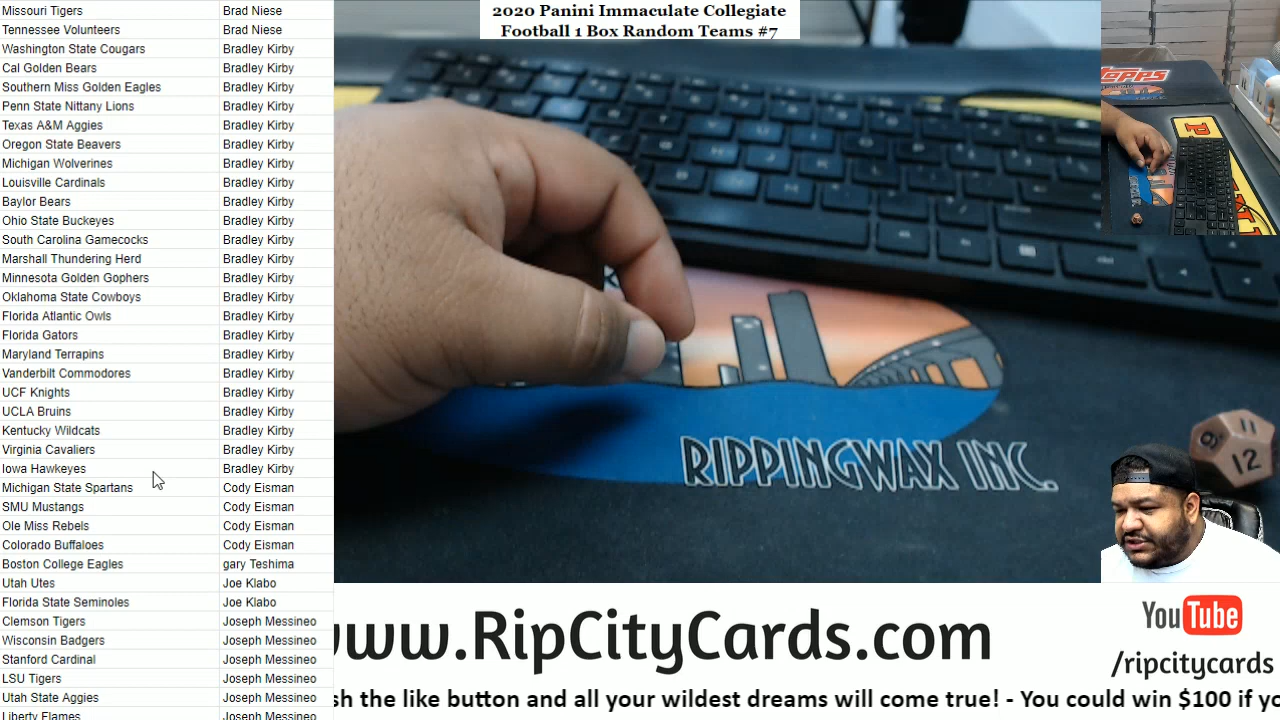 Missouri Tigers Brad Niese
Tennessee Volunteers Brad Niese
Washington State Cougars Bradley Kirby
Cal Golden Bears Bradley Kirby
Southern Miss Golden Eagles Bradley Kirby
Penn State Nittany Lions Bradley Kirby
Texas A&M Aggies Bradley Kirby
Oregon State Beavers Bradley Kirby
Michigan Wolverines Bradley Kirby
Louisville Cardinals Bradley Kirby
Baylor Bears Bradley Kirby
Ohio State Buckeyes Bradley Kirby
South Carolina Gamecocks Bradley Kirby
Marshall Thundering Herd Bradley Kirby
Minnesota Golden Gophers Bradley Kirby
Oklahoma State Cowboys Bradley Kirby
Florida Atlantic Owls Bradley Kirby
Florida Gators Bradley Kirby
Maryland Terrapins Bradley Kirby
Vanderbilt Commodores Bradley Kirby
UCF Knights Bradley Kirby
UCLA Bruins Bradley Kirby
Kentucky Wildcats Bradley Kirby
Virginia Cavaliers Bradley Kirby
Iowa Hawkeyes Bradley Kirby
Michigan State Spartans Cody Eisman
SMU Mustangs Cody Eisman
Ole Miss Rebels Cody Eisman
Colorado Buffaloes Cody Eisman
Boston College Eagles gary Teshima
Utah Utes Joe Klabo
Florida State Seminoles Joe Klabo
Clemson Tigers Joseph Messineo
Wisconsin Badgers Joseph Messineo
Stanford Cardinal Joseph Messineo
LSU Tigers Joseph Messineo
Utah State Aggies Joseph Messineo
Liberty Flames Joseph Messineo
2020 Panini Immaculate Collegiate
Football 1 Box Random Teams #7
RIPPINGWAX INC.
Topps
9 11
12
www.RipCityCards.com
YouTube
/ripcitycards
sh the like button and all your wildest dreams will come true! - You could win $100 if yo